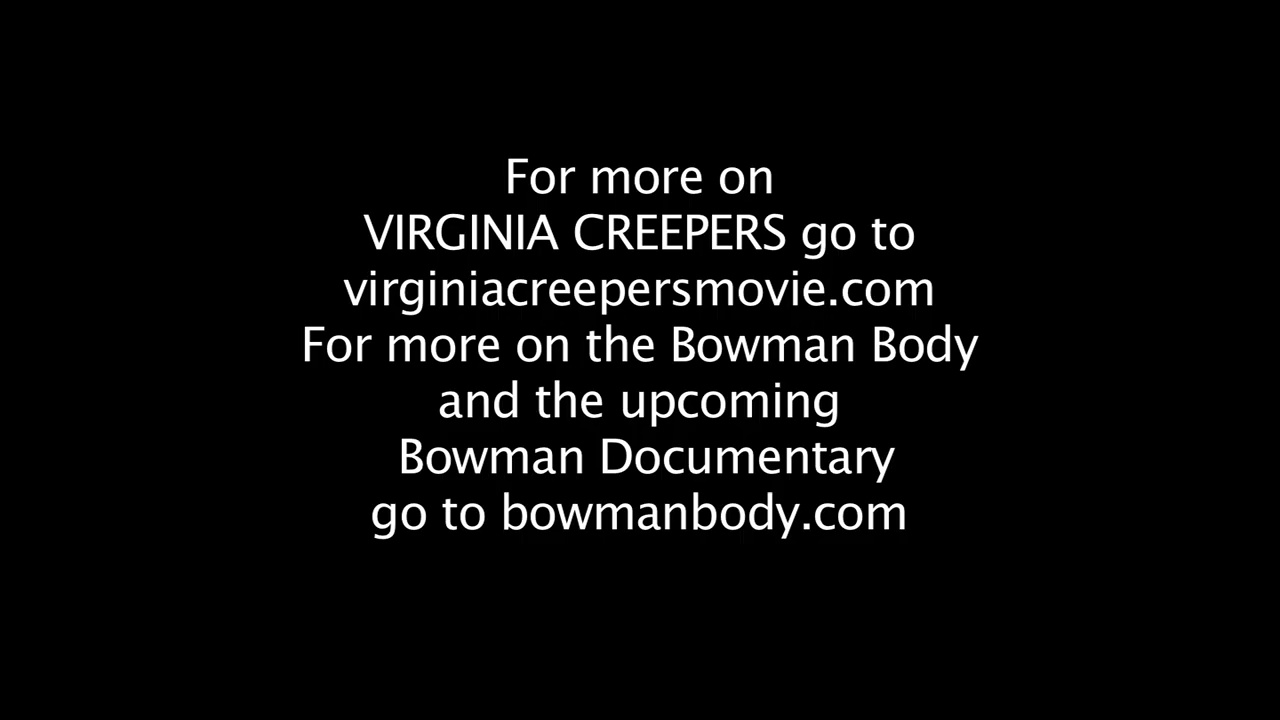 For more on
VIRGINIA CREEPERS go to
virginiacreepersmovie.com
For more on the Bowman Body
and the upcoming
Bowman Documentary
go to bowmanbody.com